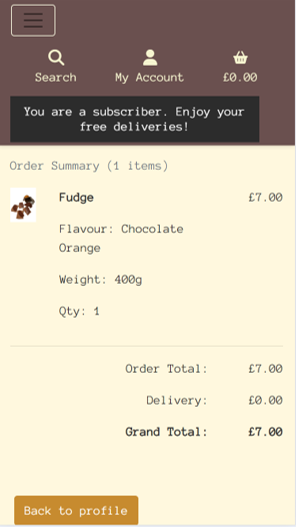 Search My Account £0.00
You are a subscriber. Enjoy your
free deliveries!
Order Summary (1 items)
Fudge £7.00
Flavour: Chocolate
Orange
Weight: 400g
Qty: 1
Order Total: £7.00
Delivery: £0.00
Grand Total: £7.00
Back to profile